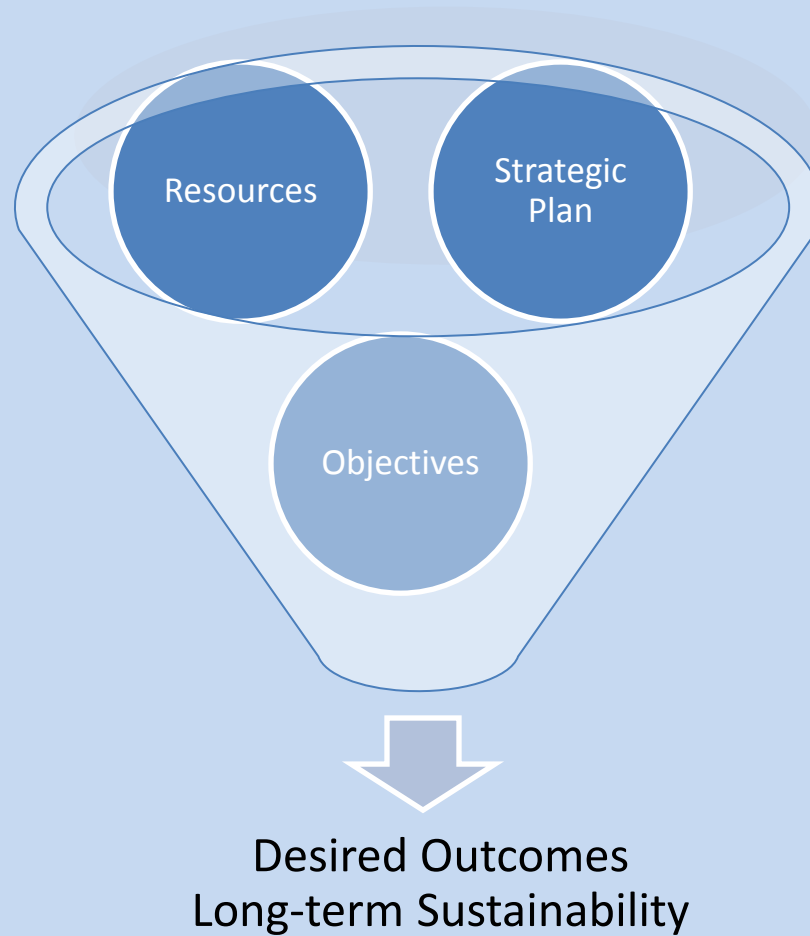 Resources
Strategic
Plan
Objectives
Desired Outcomes
Long-term Sustainability